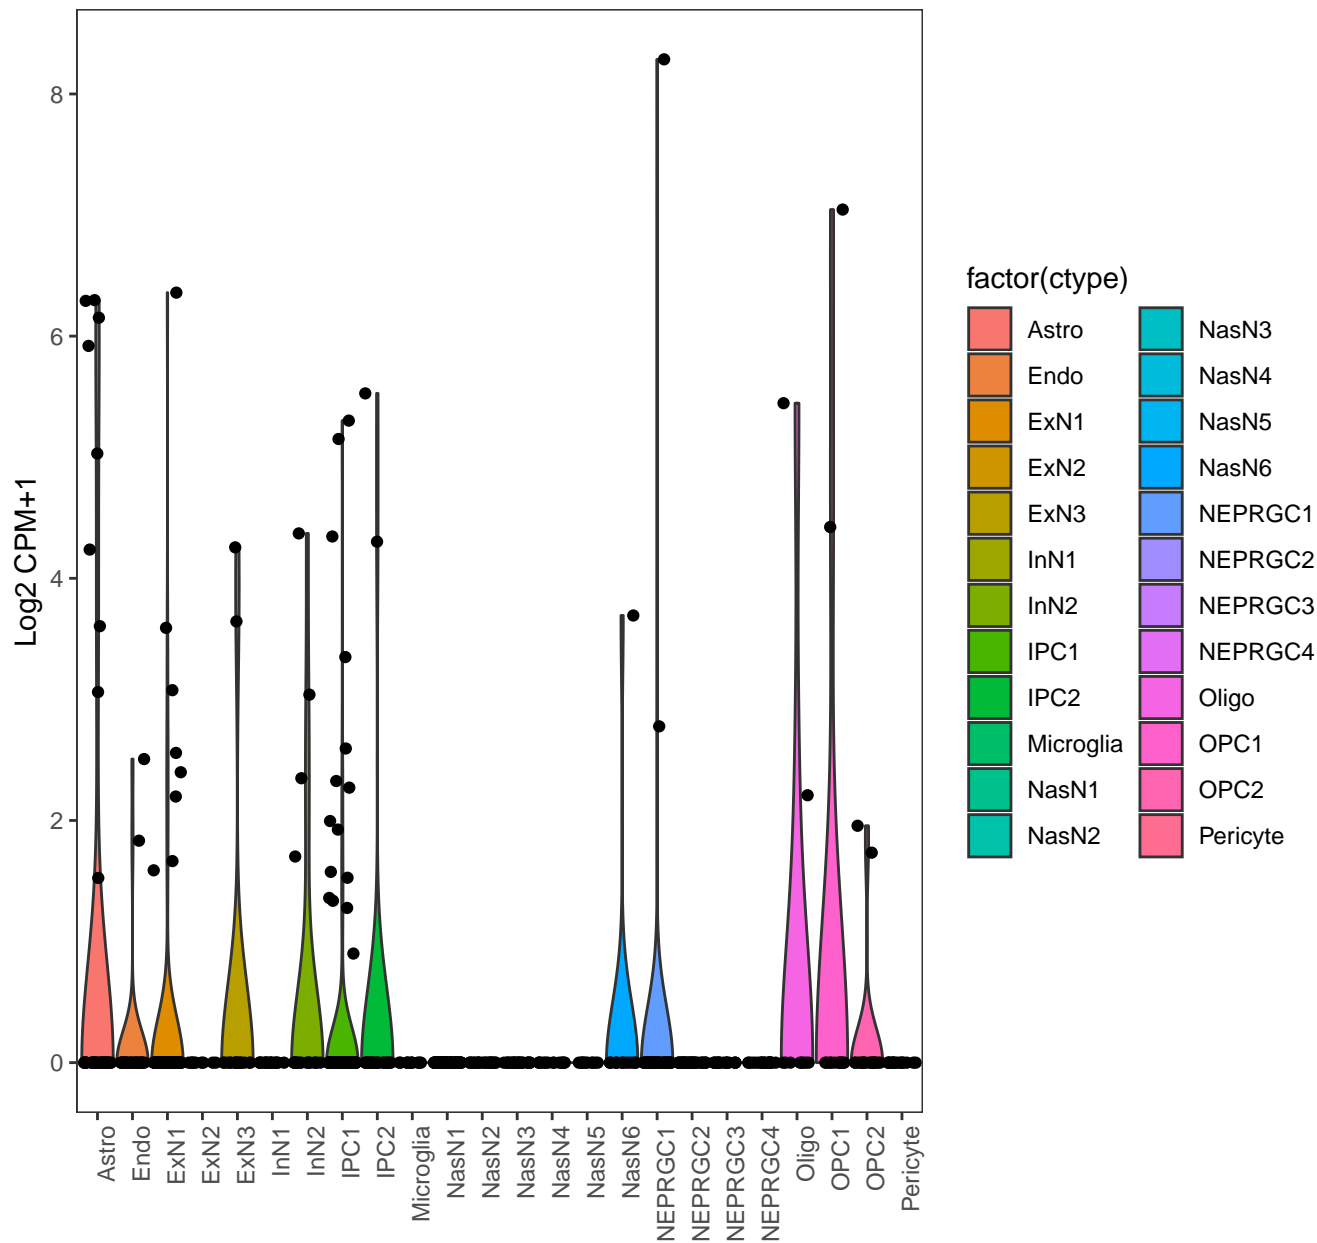 8
6
4
2
0
Log2 CPM+1
Astro
Endo
ExN1
ExN2
ExN3
InN1
InN2
IPC1
IPC2
Microglia
NasN1
NasN2
NasN3
NasN4
NasN5
NasN6
NEPRGC1
NEPRGC2
NEPRGC3
NEPRGC4
Oligo
OPC1
OPC2
Pericyte
factor(ctype)
Astro
Endo
ExN1
ExN2
ExN3
InN1
InN2
IPC1
IPC2
Microglia
NasN1
NasN2
NasN3
NasN4
NasN5
NasN6
NEPRGC1
NEPRGC2
NEPRGC3
NEPRGC4
Oligo
OPC1
OPC2
Pericyte